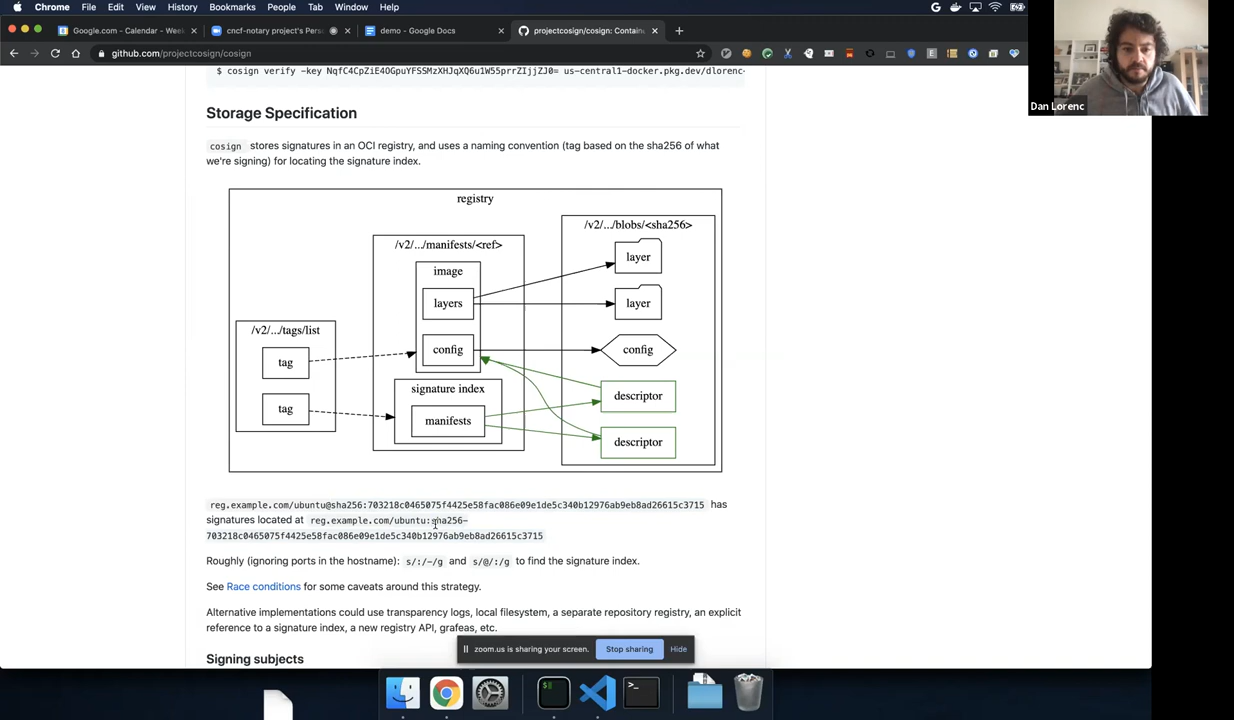 Chrome File Edit View History Bookmarks People Tab Window Help
Google.com - Calendar - Week
cncf-notary project's Pers
demo - Google Docs
projectcosign/cosign: Contain
github.com/projectcosign/cosign
$ cosign verify -key NqfC4CpZiE4OGpuYFSSMzXHJqXQ6u1W55prrZIjjZJ0= us-central1-docker.pkg.dev/dlorenc-
Storage Specification
cosign stores signatures in an OCI registry, and uses a naming convention (tag based on the sha256 of what
we're signing) for locating the signature index.
registry
/v2/.../blobs/<sha256>
/v2/.../manifests/<ref>
layer
image
layers
layer
/v2/.../tags/list
tag
config
config
signature index
descriptor
tag
manifests
descriptor
reg.example.com/ubuntu@sha256:703218c0465075f4425e58fac086e09e1de5c340b12976ab9eb8ad26615c3715 has
signatures located at reg.example.com/ubuntu:sha256-
703218c0465075f4425e58fac086e09e1de5c340b12976ab9eb8ad26615c3715
Roughly (ignoring ports in the hostname): s/:/-/g and s/@/:/g to find the signature index.
See Race conditions for some caveats around this strategy.
Alternative implementations could use transparency logs, local filesystem, a separate repository registry, an explicit
reference to a signature index, a new registry API, grafeas, etc.
zoom.us is sharing your screen. Stop sharing Hide
Signing subjects
Dan Lorenc